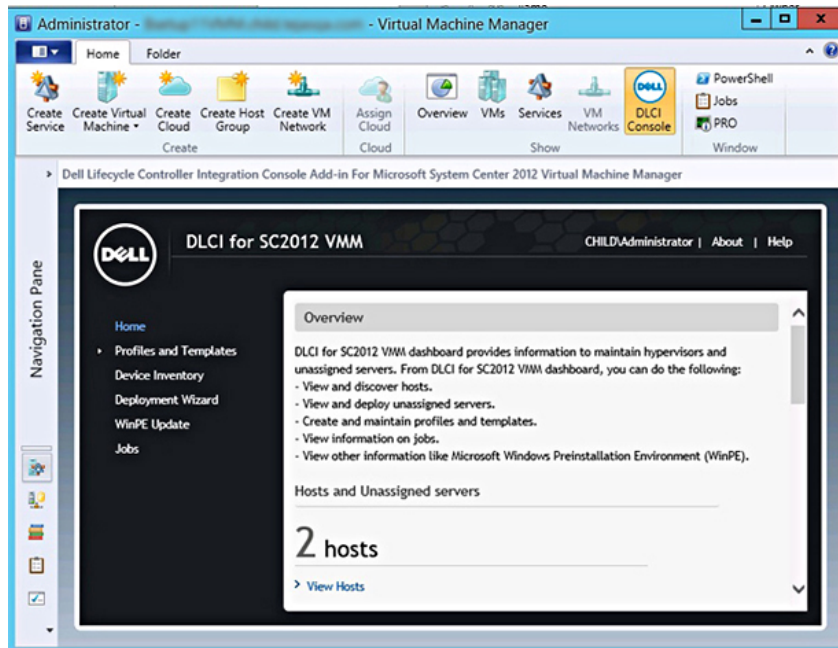 Administrator - - Virtual Machine Manager
Home Folder
Create Service
Create Virtual Machine
Create Cloud
Create Host Group
Create VM Network
Assign Cloud
Overview
VMs
Services
VM Networks
DELL
DLCI Console
PowerShell
Jobs
PRO
Create Cloud Show Window
Dell Lifecycle Controller Integration Console Add-in For Microsoft System Center 2012 Virtual Machine Manager
Navigation Pane
DELL
DLCI for SC2012 VMM
CHILD\Administrator | About | Help
Home
Profiles and Templates
Device Inventory
Deployment Wizard
WinPE Update
Jobs
Overview
DLCI for SC2012 VMM dashboard provides information to maintain hypervisors and
unassigned servers. From DLCI for SC2012 VMM dashboard, you can do the following:
- View and discover hosts.
- View and deploy unassigned servers.
- Create and maintain profiles and templates.
- View information on jobs.
- View other information like Microsoft Windows Preinstallation Environment (WinPE).
Hosts and Unassigned servers
2 hosts
View Hosts